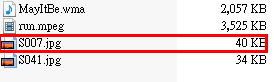 MayItBe.wma 2,057 KB
run.mpeg 3,525 KB
S007.jpg 40 KB
S041.jpg 34 KB